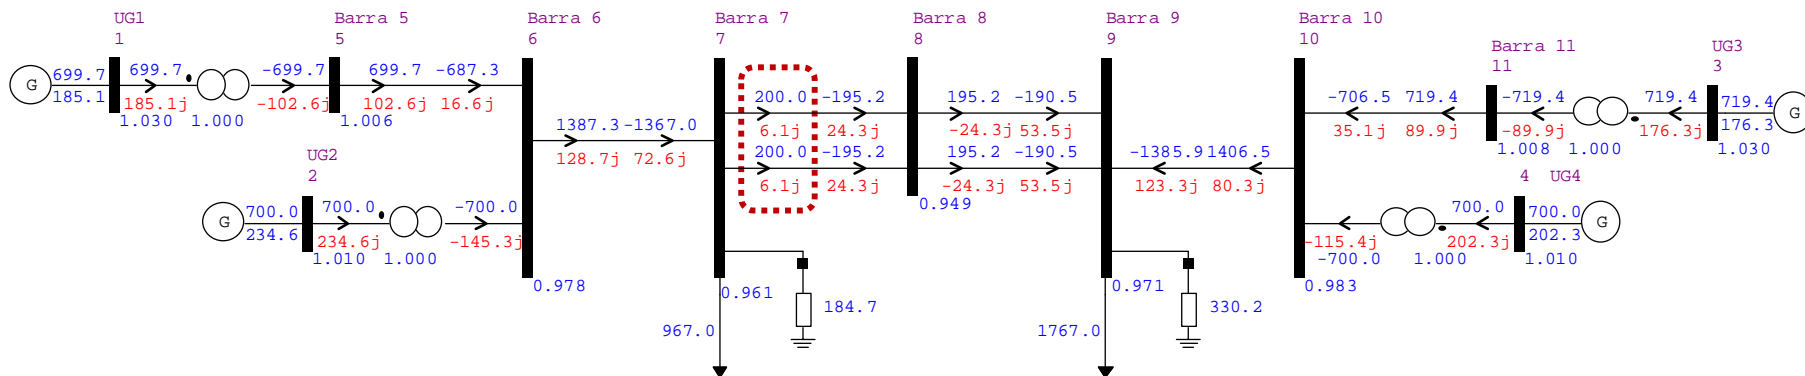 UG1
1
Barra 5
5
Barra 6
6
Barra 7
7
Barra 8
8
Barra 9
9
Barra 10
10
Barra 11
11
UG3
3
G
699.7
185.1
699.7
185.1j
1.030
1.000
-699.7
-102.6j
1.006
699.7
102.6j
-687.3
16.6j
UG2
2
G
700.0
234.6
700.0
234.6j
1.010
1.000
-700.0
-145.3j
0.978
1387.3
128.7j
-1367.0
72.6j
0.961
200.0
6.1j
-195.2
24.3j
200.0
6.1j
-195.2
24.3j
967.0
184.7
0.949
195.2
-24.3j
-190.5
53.5j
195.2
-24.3j
-190.5
53.5j
0.971
1767.0
330.2
-1385.9
123.3j
1406.5
80.3j
0.983
-706.5
35.1j
719.4
89.9j
-719.4
-89.9j
1.008
1.000
719.4
176.3j
719.4
176.3
1.030
G
4 UG4
-115.4j
-700.0
1.000
700.0
202.3j
700.0
202.3
1.010
G